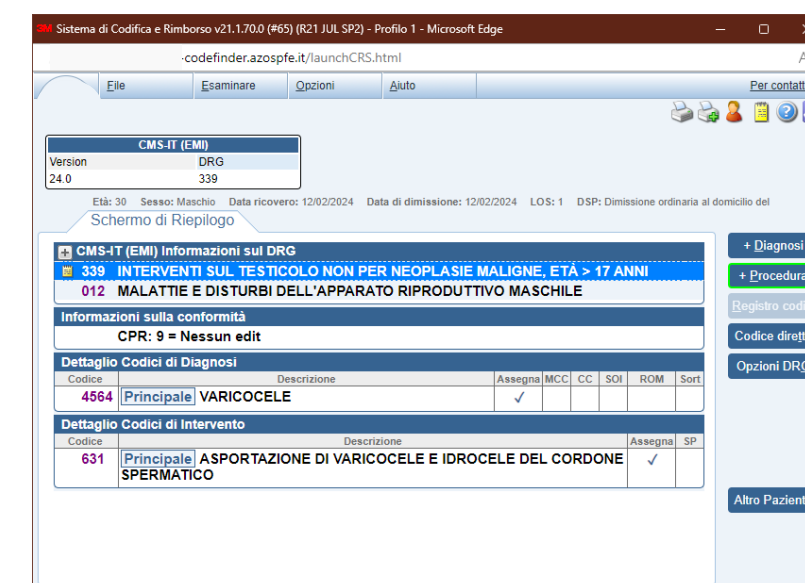 3M Sistema di Codifica e Rimborso v21.1.70.0 (#65) (R21 JUL SP2) - Profilo 1 - Microsoft Edge
-codefinder.azospfe.it/launchCRS.html
File Esaminare Opzioni Aiuto Per contatt
CMS-IT (EMI)
Version DRG
24.0 339
Età: 30 Sesso: Maschio Data ricovero: 12/02/2024 Data di dimissione: 12/02/2024 LOS: 1 DSP: Dimissione ordinaria al domicilio del
Schermo di Riepilogo
+ Diagnosi
CMS-IT (EMI) Informazioni sul DRG
339 INTERVENTI SUL TESTICOLO NON PER NEOPLASIE MALIGNE, ETÀ > 17 ANNI
+ Procedura
012 MALATTIE E DISTURBI DELL'APPARATO RIPRODUTTIVO MASCHILE
Registro codi
Informazioni sulla conformità
CPR: 9 = Nessun edit
Codice dirett
Dettaglio Codici di Diagnosi
Opzioni DRG
Codice Descrizione Assegna MCC CC SOI ROM Sort
4564 Principale VARICOCELE ✓
Dettaglio Codici di Intervento
Codice Descrizione Assegna SP
631 Principale ASPORTAZIONE DI VARICOCELE E IDROCELE DEL CORDONE ✓
SPERMATICO
Altro Pazient